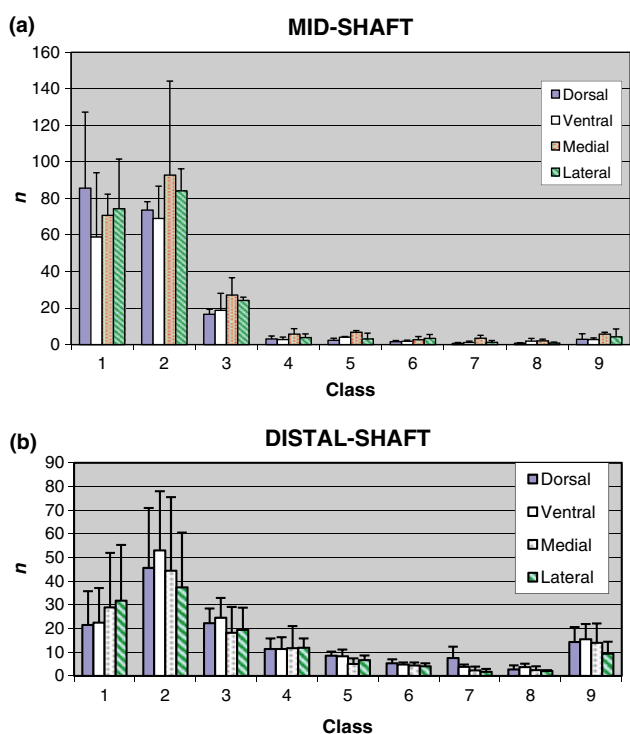 (a)
MID-SHAFT
160
140
120
100
80
60
40
20
0
n
Dorsal
Ventral
Medial
Lateral
1 2 3 4 5 6 7 8 9
Class
(b)
DISTAL-SHAFT
90
80
70
60
50
40
30
20
10
0
n
Dorsal
Ventral
Medial
Lateral
1 2 3 4 5 6 7 8 9
Class